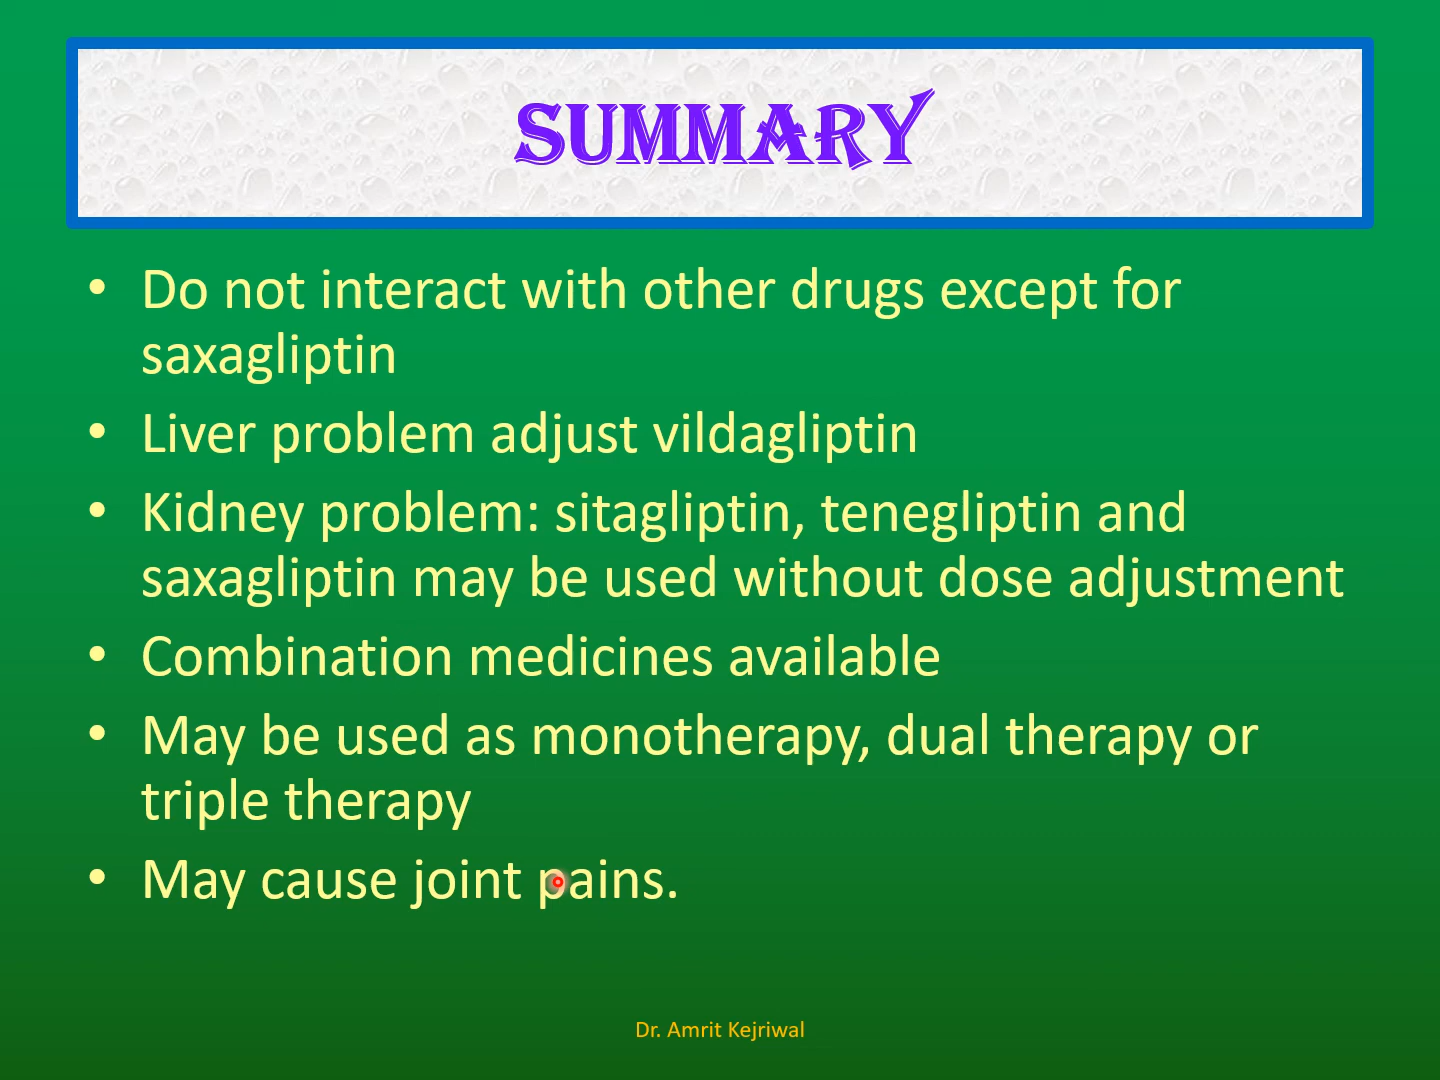 SUMMARY
• Do not interact with other drugs except for
saxagliptin
• Liver problem adjust vildagliptin
• Kidney problem: sitagliptin, tenegliptin and
saxagliptin may be used without dose adjustment
• Combination medicines available
• May be used as monotherapy, dual therapy or
triple therapy
• May cause joint pains.
Dr. Amrit Kejriwal